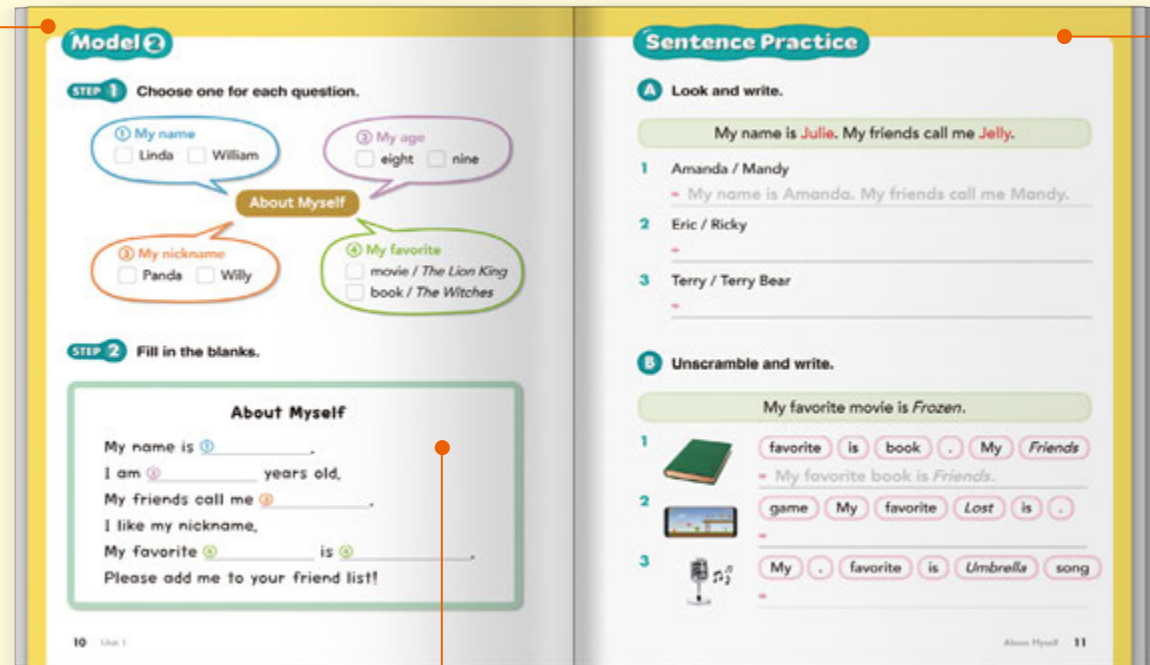 Model 2
STEP 1 Choose one for each question.
① My name
Linda William
② My age
eight nine
About Myself
③ My nickname
Panda Willy
④ My favorite
movie / The Lion King
book / The Witches
STEP 2 Fill in the blanks.
About Myself
My name is ① ____________.
I am ② ____________ years old.
My friends call me ③ ____________.
I like my nickname.
My favorite ④ ____________ is ④ ____________.
Please add me to your friend list!
10 Unit 1
Sentence Practice
A Look and write.
My name is Julie. My friends call me Jelly.
1 Amanda / Mandy
My name is Amanda. My friends call me Mandy.
2 Eric / Ricky
3 Terry / Terry Bear
B Unscramble and write.
My favorite movie is Frozen.
1 favorite is book . My Friends
My favorite book is Friends.
2 game My favorite Lost is .
3 My . favorite is Umbrella song
About Myself 11